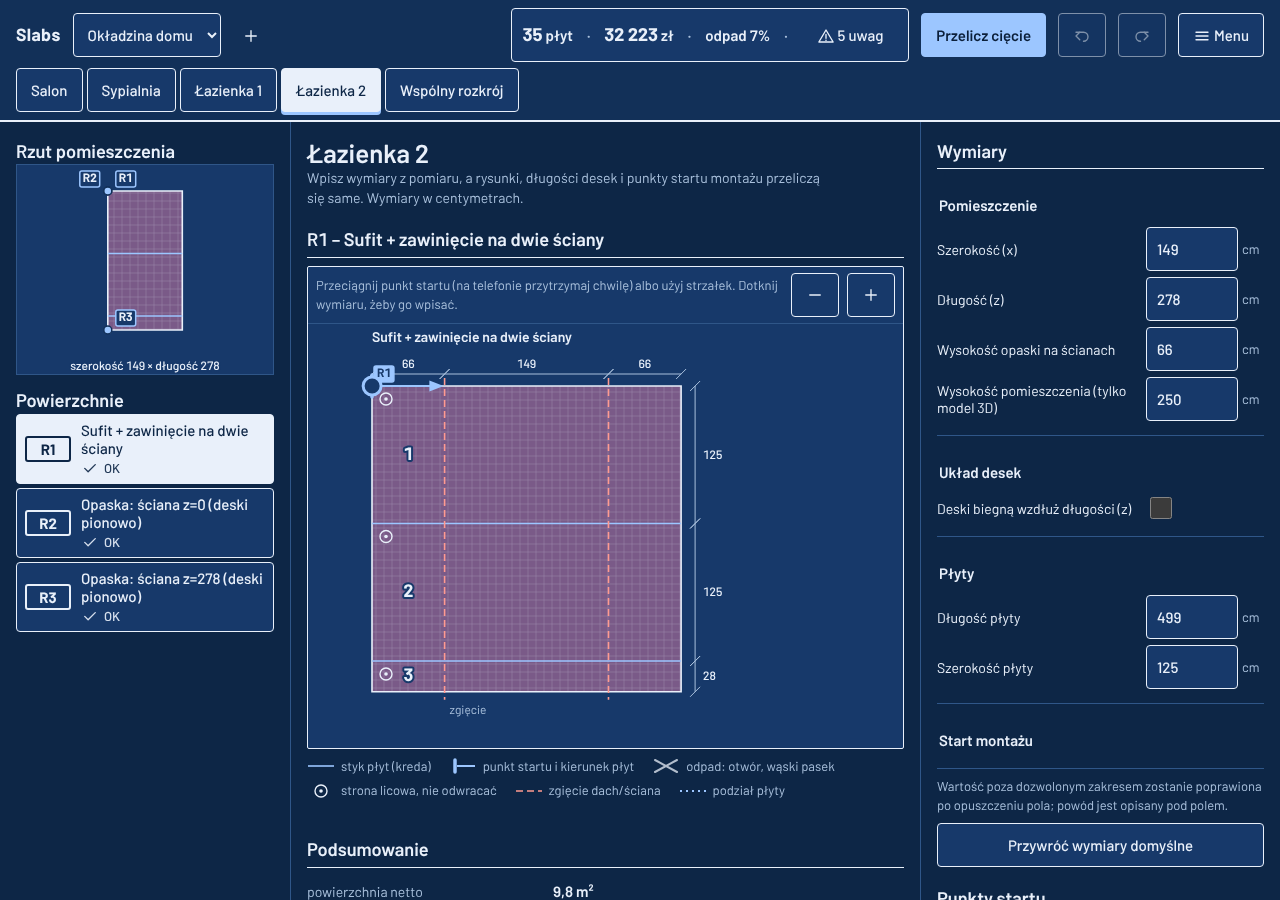 Slabs
Okładzina domu
+
35 płyt · 32 223 zł · odpad 7% · 5 uwag
Przelicz cięcie
Menu
Salon
Sypialnia
Łazienka 1
Łazienka 2
Wspólny rozkrój
Rzut pomieszczenia
R2 R1
R3
szerokość 149 × długość 278
Powierzchnie
R1
Sufit + zawinięcie na dwie
ściany
OK
R2
Opaska: ściana z=0 (deski
pionowo)
OK
R3
Opaska: ściana z=278 (deski
pionowo)
OK
Łazienka 2
Wpisz wymiary z pomiaru, a rysunki, długości desek i punkty startu montażu przeliczą
się same. Wymiary w centymetrach.
R1 – Sufit + zawinięcie na dwie ściany
Przeciągnij punkt startu (na telefonie przytrzymaj chwilę) albo użyj strzałek. Dotknij
wymiaru, żeby go wpisać.
− +
Sufit + zawinięcie na dwie ściany
66 149 66
R1
1
125
2
125
3
28
zgięcie
styk płyt (kreda)
punkt startu i kierunek płyt
odpad: otwór, wąski pasek
strona licowa, nie odwracać
zgięcie dach/ściana
podział płyty
Podsumowanie
powierzchnia netto 9,8 m²
Wymiary
Pomieszczenie
Szerokość (x) 149 cm
Długość (z) 278 cm
Wysokość opaski na ścianach 66 cm
Wysokość pomieszczenia (tylko
model 3D) 250 cm
Układ desek
Deski biegną wzdłuż długości (z)
Płyty
Długość płyty 499 cm
Szerokość płyty 125 cm
Start montażu
Wartość poza dozwolonym zakresem zostanie poprawiona
po opuszczeniu pola; powód jest opisany pod polem.
Przywróć wymiary domyślne
Punkty startu